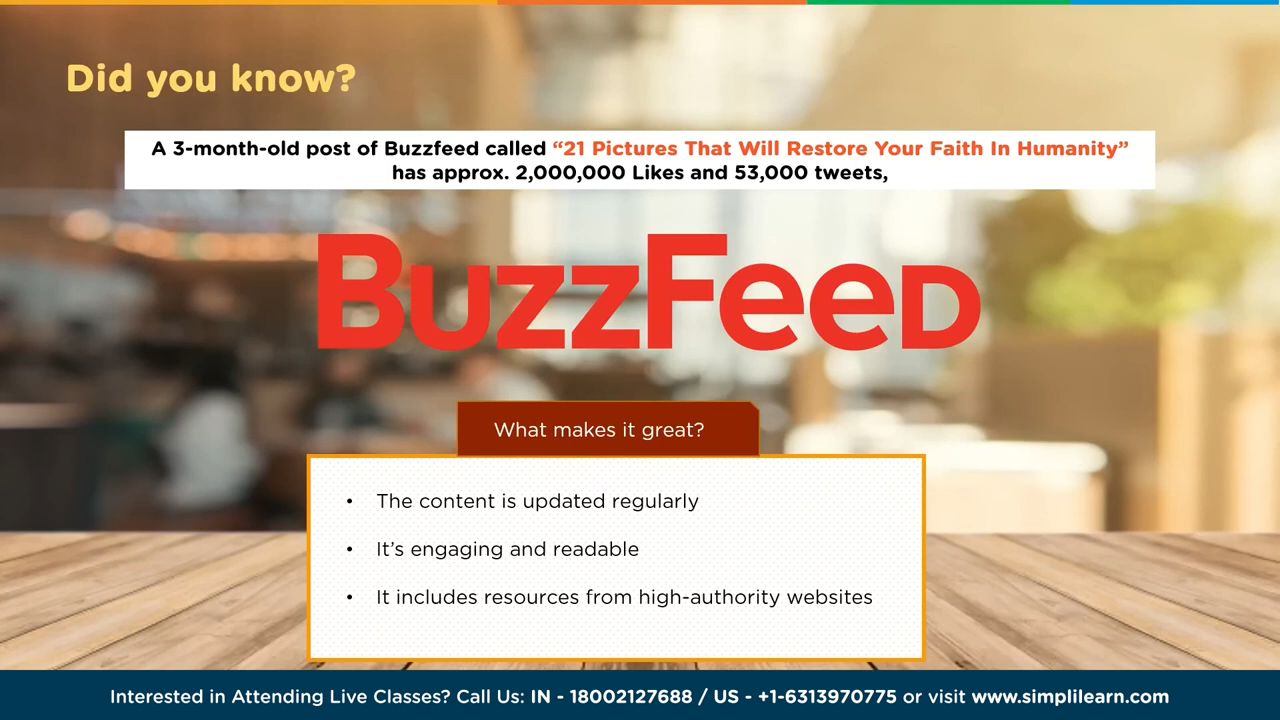 Did you know?
A 3-month-old post of Buzzfeed called “21 Pictures That Will Restore Your Faith In Humanity”
has approx. 2,000,000 Likes and 53,000 tweets,
BuzzFeed
What makes it great?
• The content is updated regularly
• It’s engaging and readable
• It includes resources from high-authority websites
Interested in Attending Live Classes? Call Us: IN - 18002127688 / US - +1-6313970775 or visit www.simplilearn.com